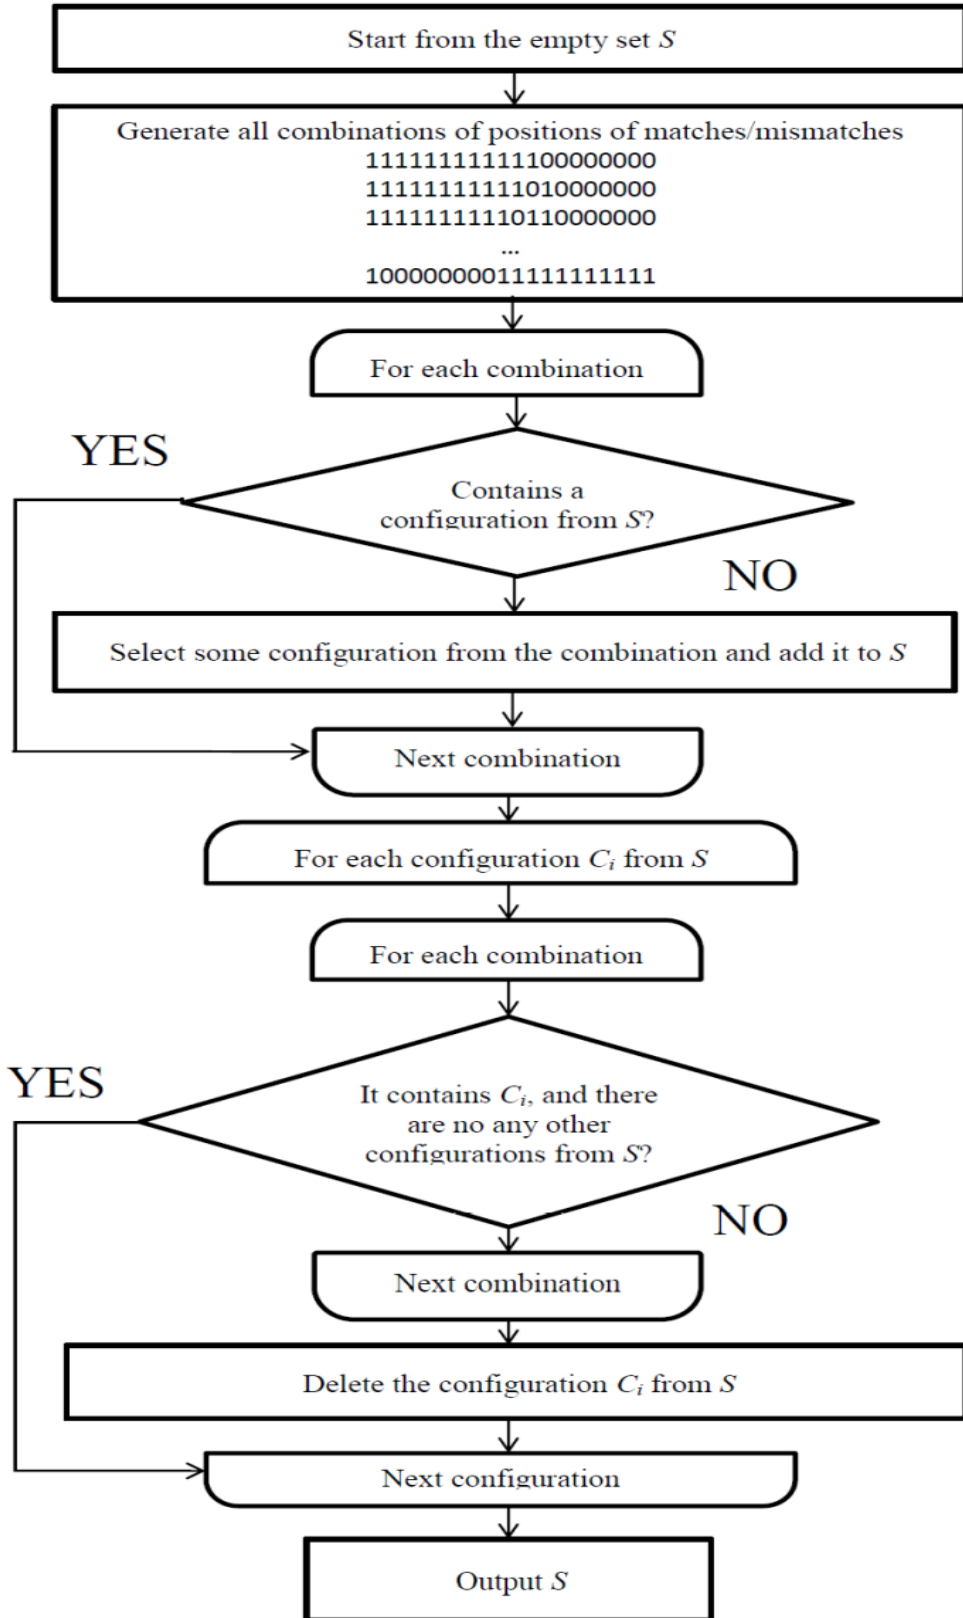 Start from the empty set S
Generate all combinations of positions of matches/mismatches
11111111111100000000
11111111111010000000
11111111110110000000
...
10000000011111111111
For each combination
YES
Contains a
configuration from S?
NO
Select some configuration from the combination and add it to S
Next combination
For each configuration Cᵢ from S
For each combination
YES
It contains Cᵢ, and there
are no any other
configurations from S?
NO
Next combination
Delete the configuration Cᵢ from S
Next configuration
Output S